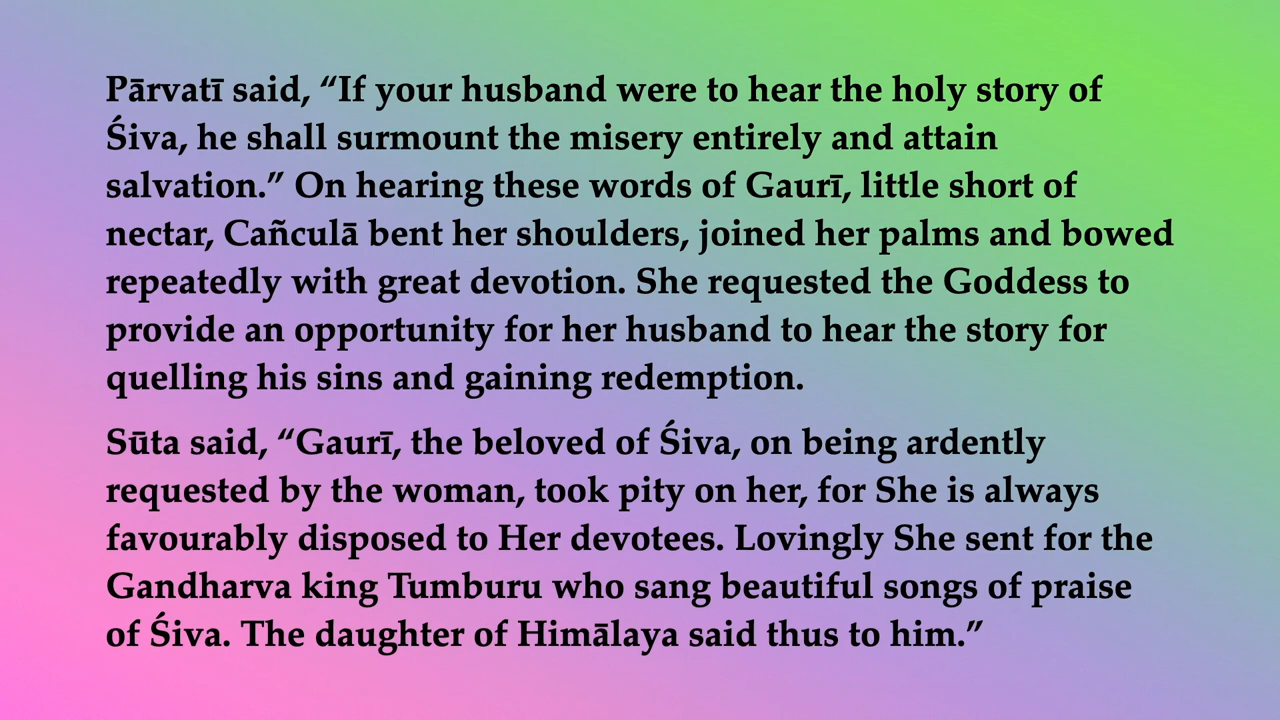 Pārvatī said, “If your husband were to hear the holy story of
Śiva, he shall surmount the misery entirely and attain
salvation.” On hearing these words of Gaurī, little short of
nectar, Cañculā bent her shoulders, joined her palms and bowed
repeatedly with great devotion. She requested the Goddess to
provide an opportunity for her husband to hear the story for
quelling his sins and gaining redemption.
Sūta said, “Gaurī, the beloved of Śiva, on being ardently
requested by the woman, took pity on her, for She is always
favourably disposed to Her devotees. Lovingly She sent for the
Gandharva king Tumburu who sang beautiful songs of praise
of Śiva. The daughter of Himālaya said thus to him.”